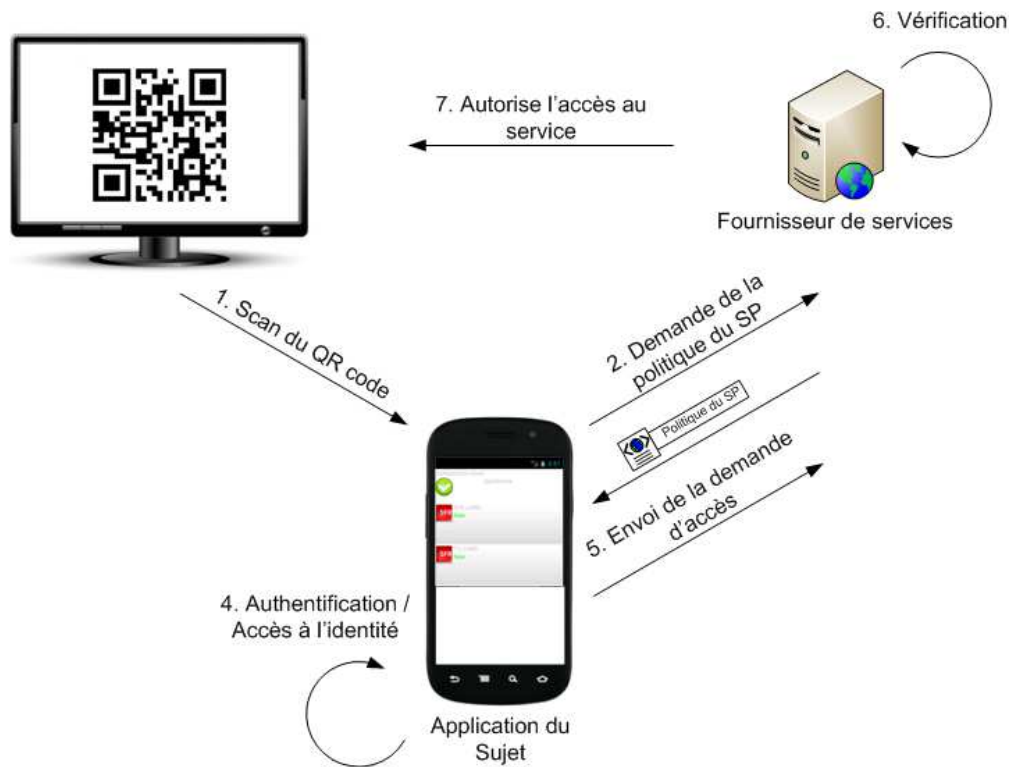 6. Vérification
7. Autorise l'accès au
service
Fournisseur de services
1. Scan du QR code
2. Demande de la
politique du SP
Politique du SP
5. Envoi de la demande
d'accès
4. Authentification /
Accès à l'identité
SFR
SFR
Application du
Sujet